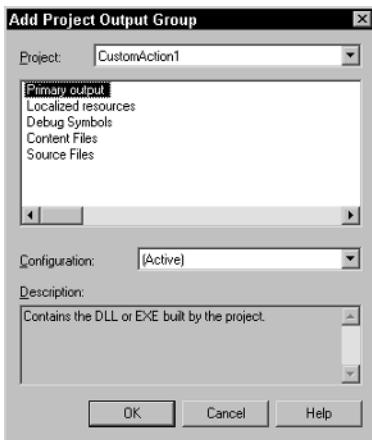 Add Project Output Group
Project: CustomAction1
Primary output
Localized resources
Debug Symbols
Content Files
Source Files
Configuration: (Active)
Description:
Contains the DLL or EXE built by the project.
OK Cancel Help